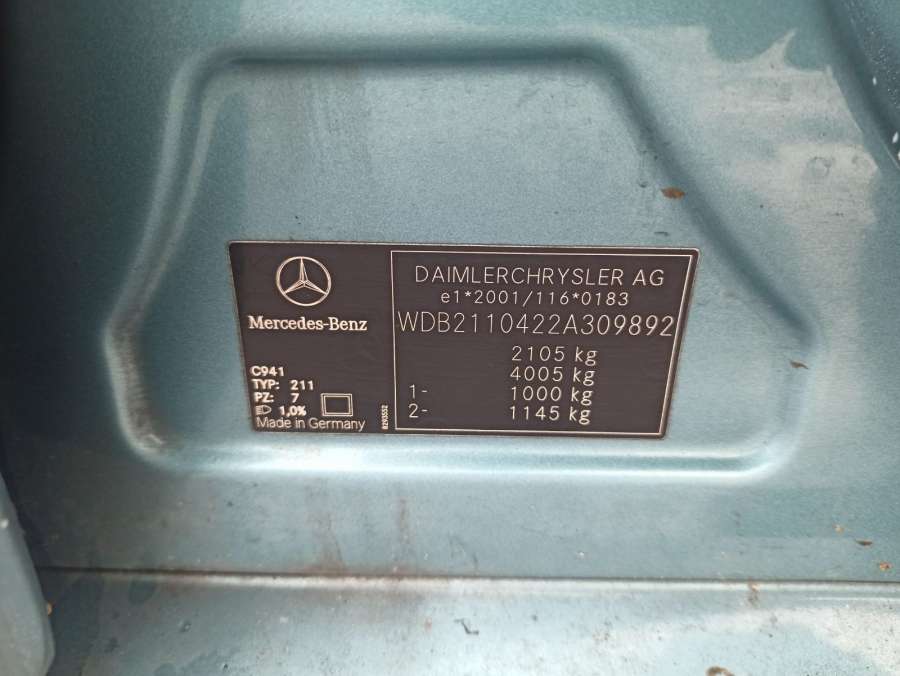 Mercedes-Benz
C941
TYP: 211
PZ: 7
1,0%
Made in Germany
DAIMLERCHRYSLER AG
e1*2001/116*0183
WDB2110422A309892
2105 kg
4005 kg
1- 1000 kg
2- 1145 kg